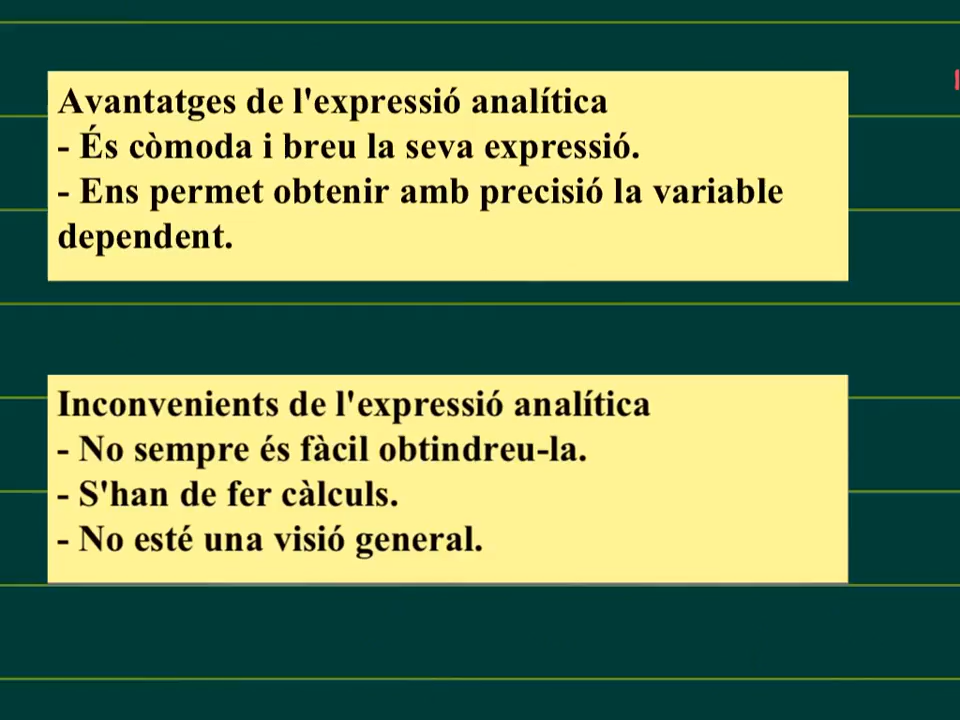 Avantatges de l'expressió analítica
- És còmoda i breu la seva expressió.
- Ens permet obtenir amb precisió la variable
dependent.
Inconvenients de l'expressió analítica
- No sempre és fàcil obtindreu-la.
- S'han de fer càlculs.
- No esté una visió general.